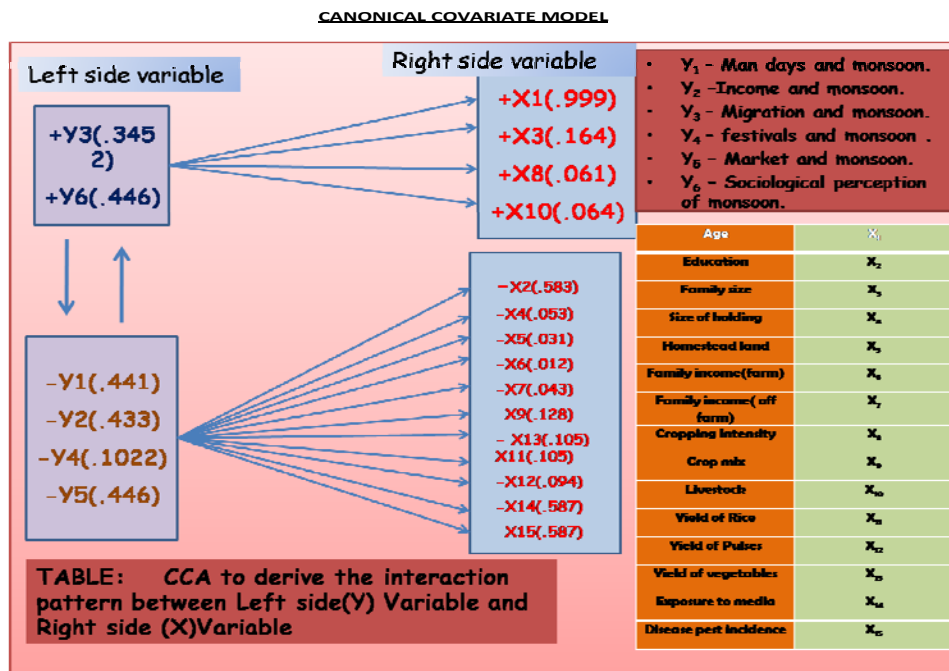 CANONICAL COVARIATE MODEL
Left side variable
Right side variable
+Y3(.345
2)
+Y6(.446)
+X1(.999)
+X3(.164)
+X8(.061)
+X10(.064)
• Y₁ - Man days and monsoon.
• Y₂ -Income and monsoon.
• Y₃ - Migration and monsoon.
• Y₄ - festivals and monsoon .
• Y₅ - Market and monsoon.
• Y₆ - Sociological perception
of monsoon.
-Y1(.441)
-Y2(.433)
-Y4(.1022)
-Y5(.446)
-X2(.583)
-X4(.053)
-X5(.031)
-X6(.012)
-X7(.043)
X9(.128)
- X13(.105)
X11(.105)
-X12(.094)
-X14(.587)
X15(.587)
Age X₁
Education X₂
Family size X₃
Size of holding X₄
Homestead land X₅
Family income(farm) X₆
Family income( off
farm) X₇
Cropping Intensity X₈
Crop mix X₉
Livestock X₁₀
Yield of Rice X₁₁
Yield of Pulses X₁₂
Yield of vegetables X₁₃
Exposure to media X₁₄
Disease pest incidence X₁₅
TABLE: CCA to derive the interaction
pattern between Left side(Y) Variable and
Right side (X)Variable